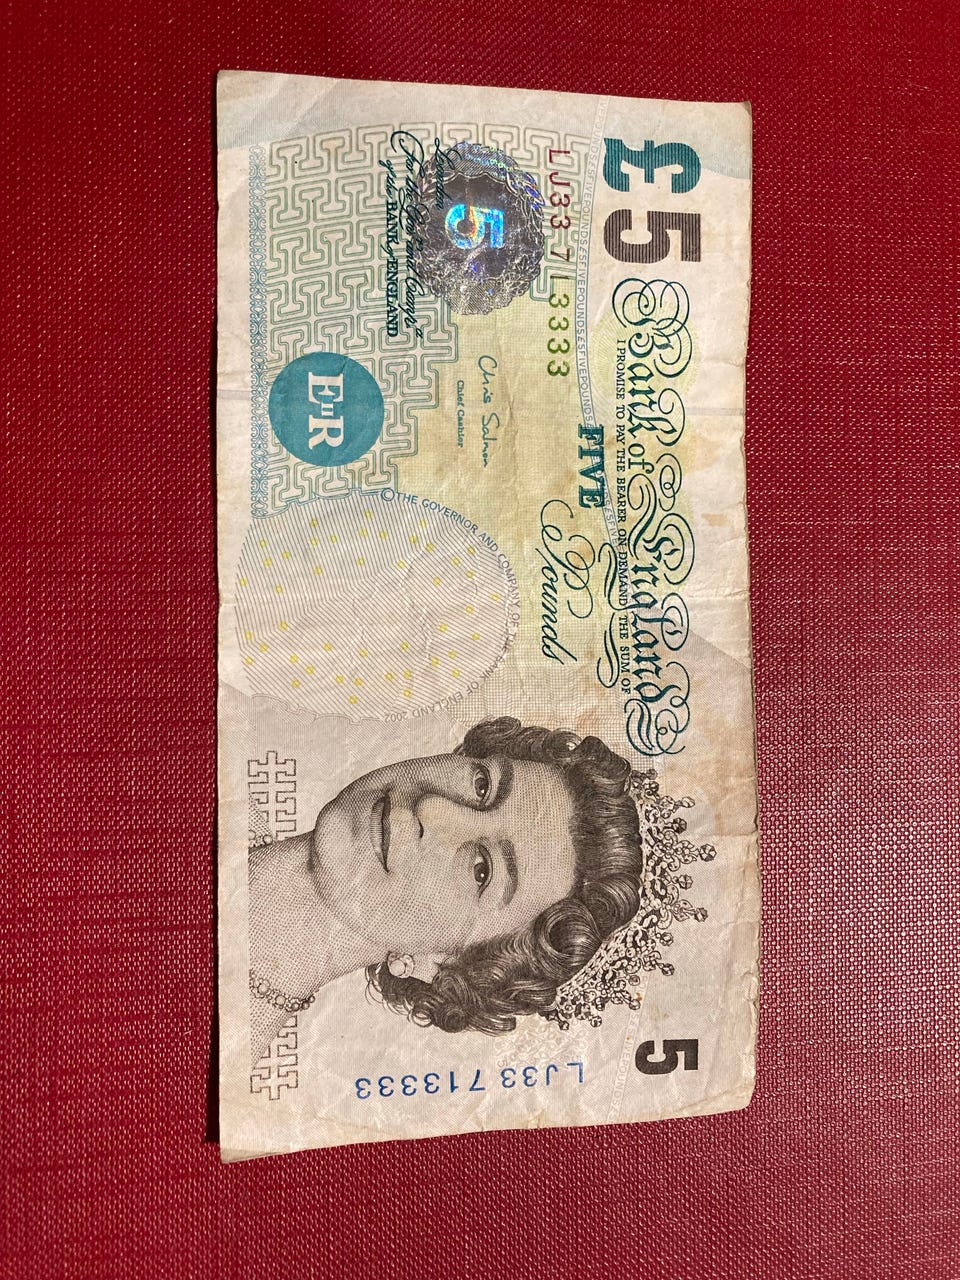 £5
Bank of England
I PROMISE TO PAY THE BEARER ON DEMAND THE SUM OF
FIVE
Pounds
5
5
Chris Salmon
Chief Cashier
London
For the Gov.r and Comp.a
of the BANK of ENGLAND
E II R
©THE GOVERNOR AND COMPANY OF THE BANK OF ENGLAND 2002
LJ33 713333